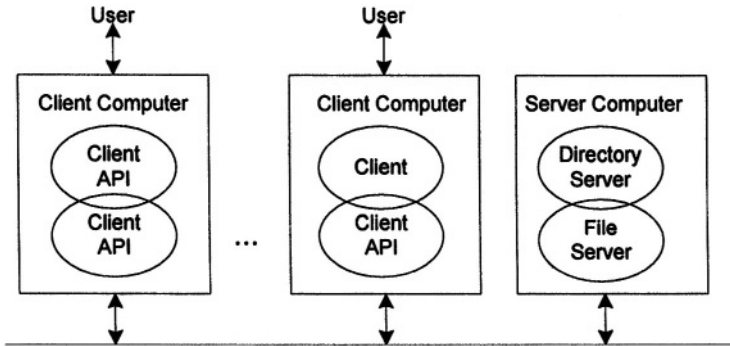 User
User
Client Computer
Client
API
Client
API
...
Client Computer
Client
Client
API
Server Computer
Directory
Server
File
Server